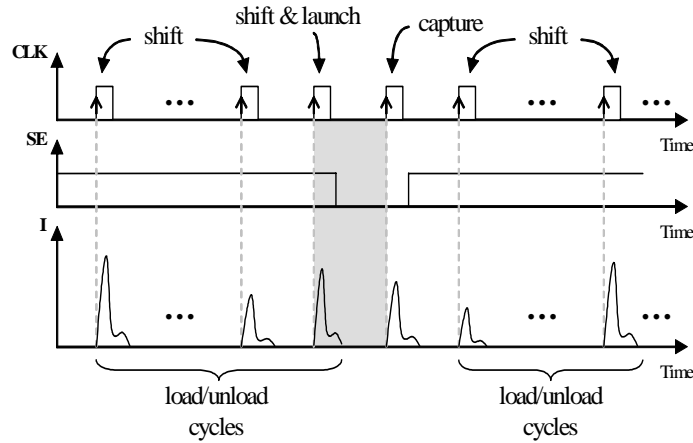 shift & launch
shift
capture
shift
CLK
•••
•••
•••
Time
SE
Time
I
•••
•••
•••
Time
load/unload
cycles
load/unload
cycles